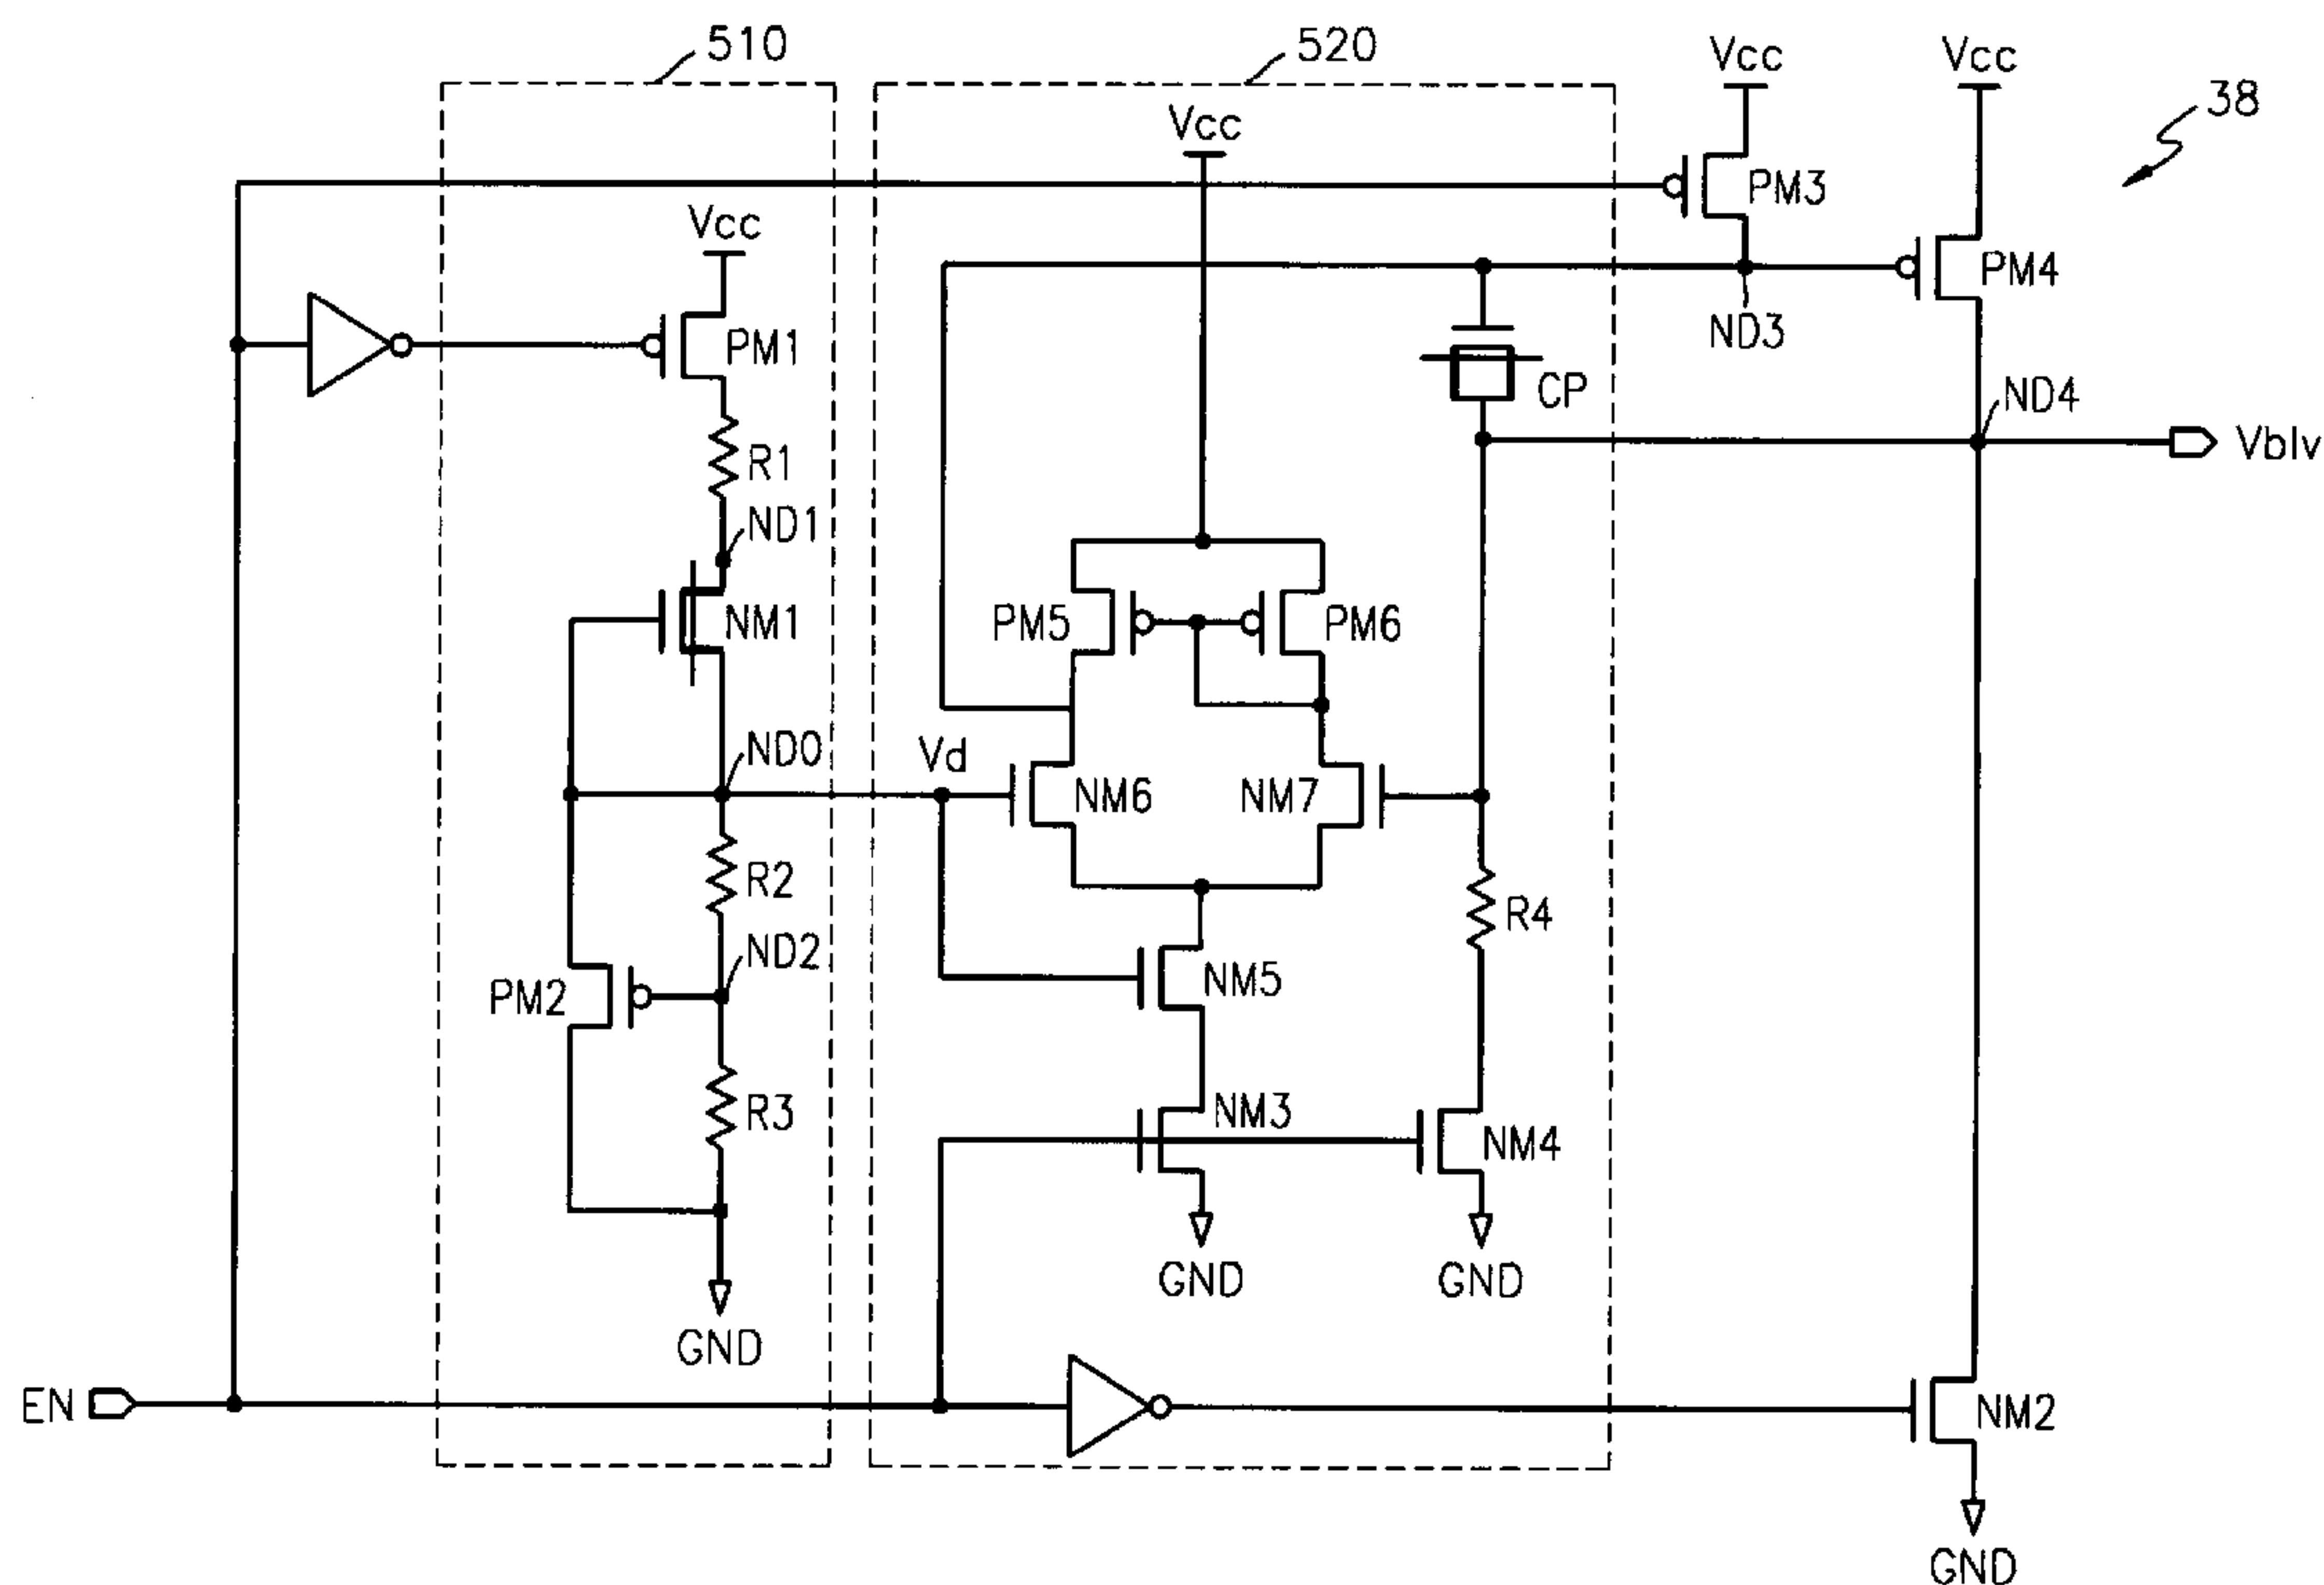 510
520
Vcc
Vcc
38
Vcc
PM3
Vcc
PM4
PM1
ND3
CP
ND4
R1
Vblv
ND1
NM1
PM5
PM6
ND0
Vd
NM6
NM7
R2
R4
ND2
PM2
NM5
R3
NM3
NM4
GND
GND
GND
EN
NM2
GND